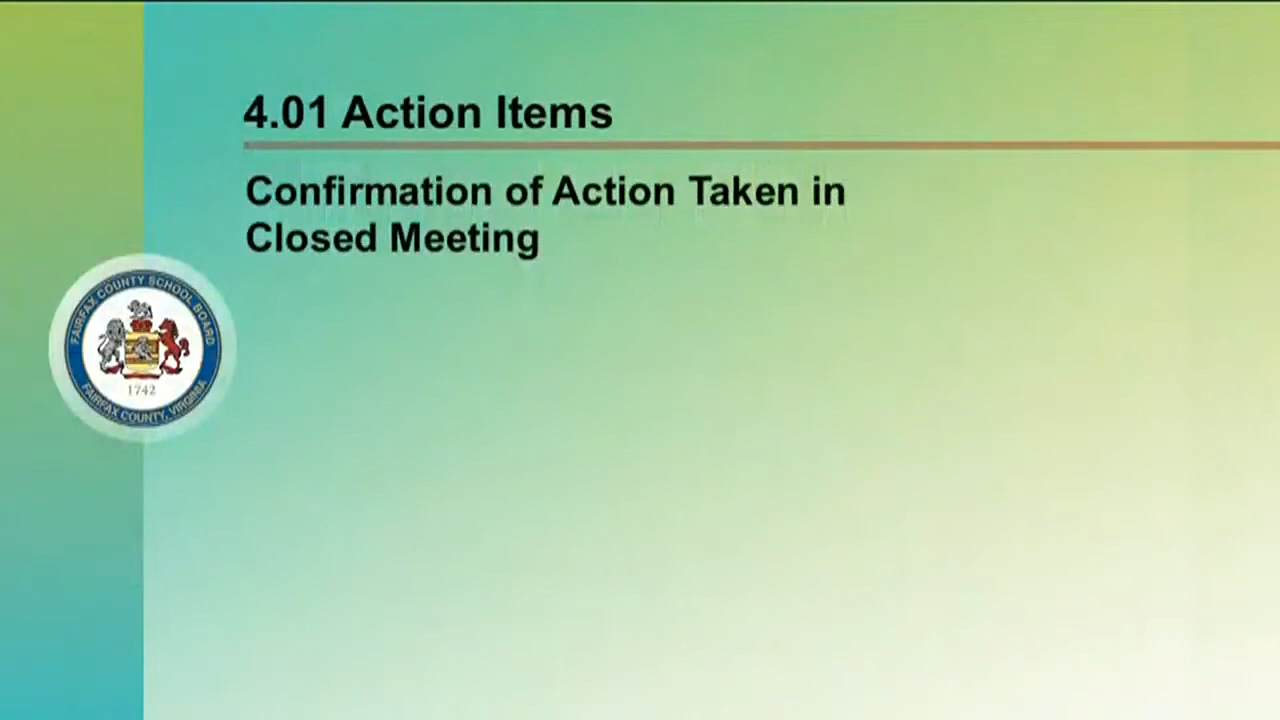 4.01 Action Items
Confirmation of Action Taken in
Closed Meeting
FAIRFAX COUNTY SCHOOL BOARD
1742
FAIRFAX COUNTY, VIRGINIA